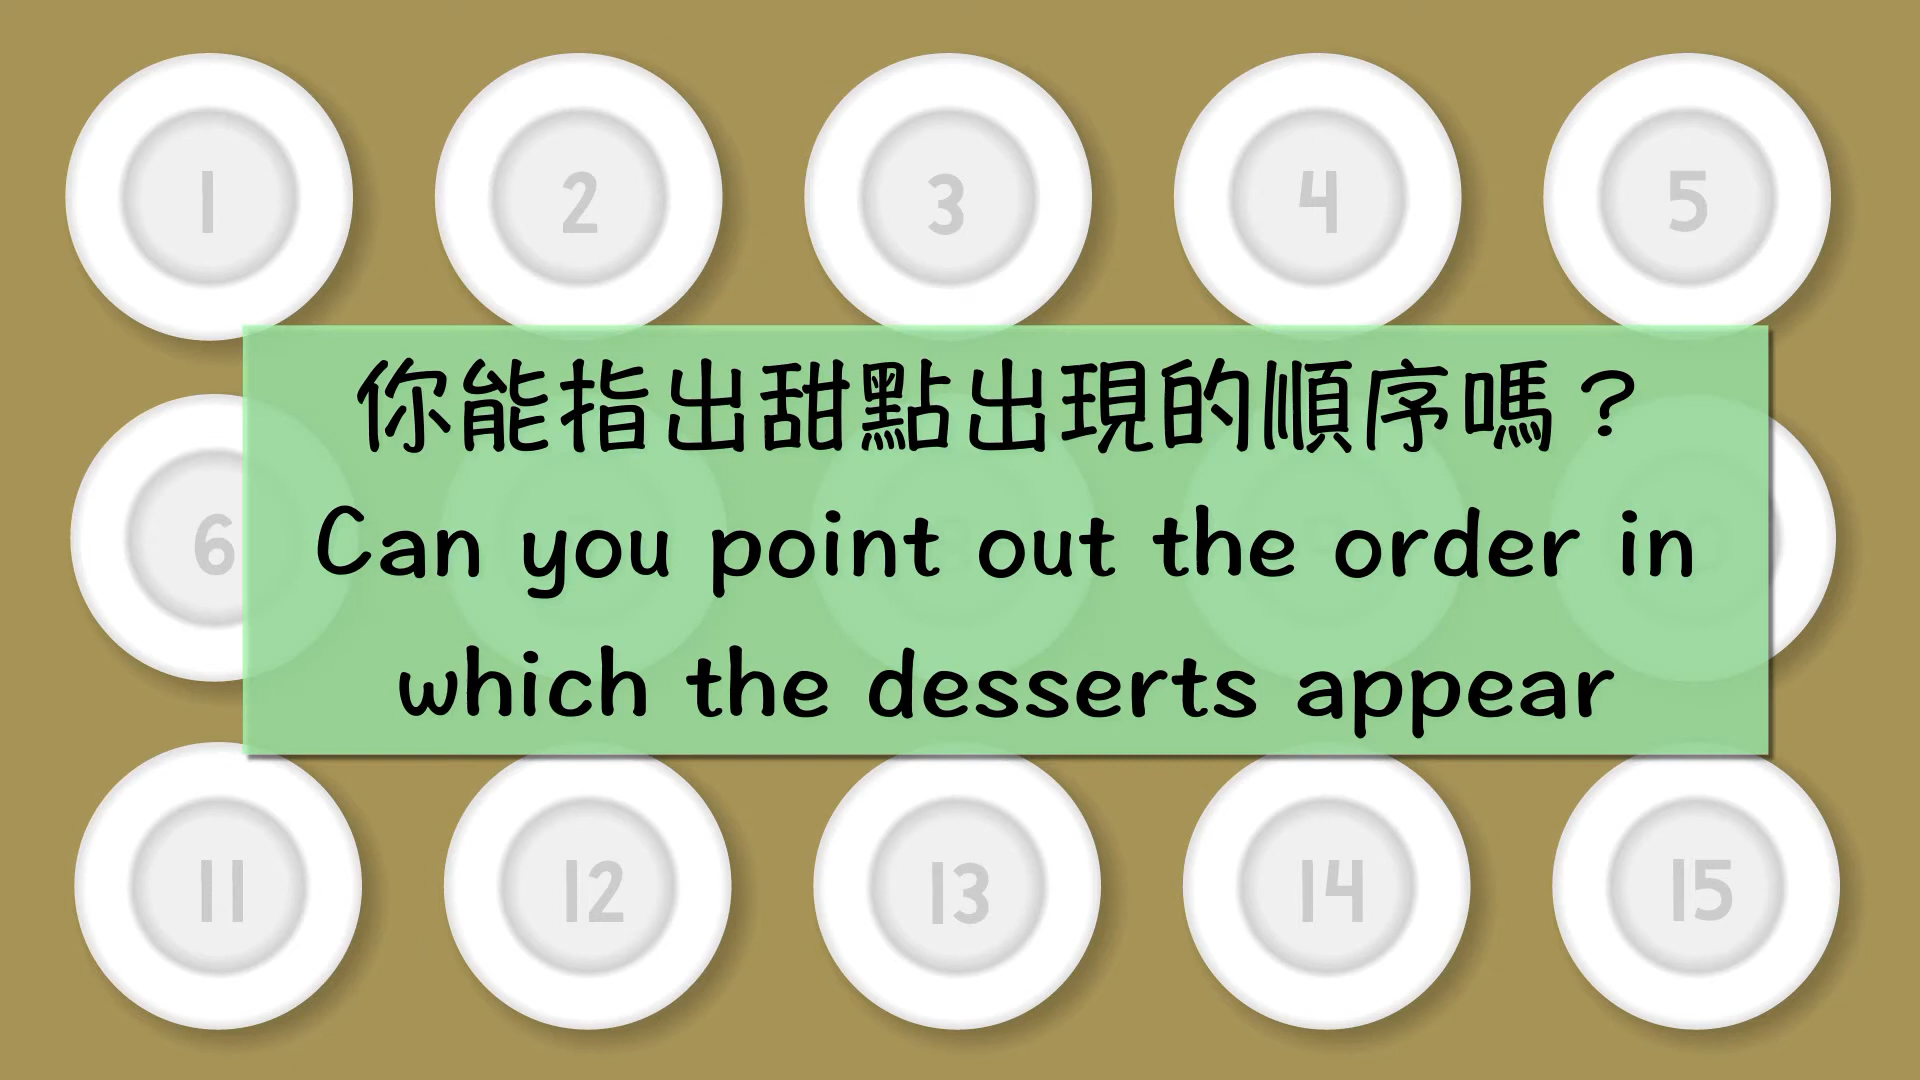 1 2 3 4 5
你能指出甜點出現的順序嗎？
6
Can you point out the order in
which the desserts appear
11 12 13 14 15